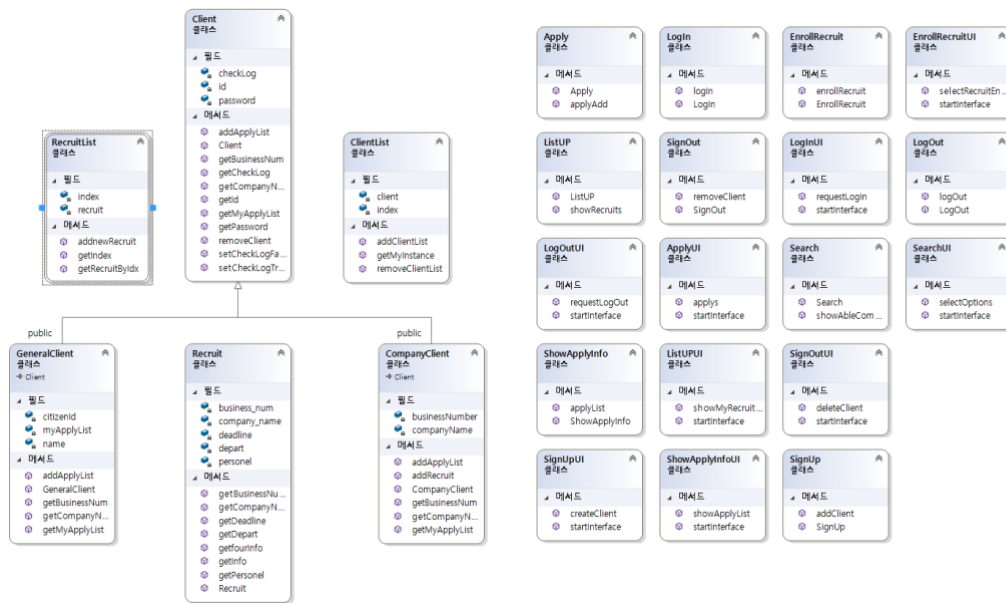 Client
클래스
필드
checkLog
id
password
메서드
addApplyList
Client
getBusinessNum
getCheckLog
getCompanyN...
getId
getMyApplyList
getPassword
removeClient
setCheckLogFa...
setCheckLogTr...
RecruitList
클래스
필드
index
recruit
메서드
addnewRecruit
getIndex
getRecruitByIdx
ClientList
클래스
필드
client
index
메서드
addClientList
getMyInstance
removeClientList
public
public
GeneralClient
클래스
Client
필드
citizenId
myApplyList
name
메서드
addApplyList
GeneralClient
getBusinessNum
getCompanyN...
getMyApplyList
Recruit
클래스
필드
business_num
company_name
deadline
depart
personel
메서드
getBusinessNu...
getCompanyN...
getDeadline
getDepart
getfourInfo
getInfo
getPersonel
Recruit
CompanyClient
클래스
Client
필드
businessNumber
companyName
메서드
addApplyList
addRecruit
CompanyClient
getBusinessNum
getCompanyN...
getMyApplyList
Apply
클래스
메서드
Apply
applyAdd
LogIn
클래스
메서드
logIn
LogIn
EnrollRecruit
클래스
메서드
enrollRecruit
EnrollRecruit
EnrollRecruitUI
클래스
메서드
selectRecruitEn...
startInterface
ListUP
클래스
메서드
ListUP
showRecruits
SignOut
클래스
메서드
removeClient
SignOut
LogInUI
클래스
메서드
requestLogIn
startInterface
LogOut
클래스
메서드
logOut
LogOut
LogOutUI
클래스
메서드
requestLogOut
startInterface
ApplyUI
클래스
메서드
applys
startInterface
Search
클래스
메서드
Search
showAbleCom...
SearchUI
클래스
메서드
selectOptions
startInterface
ShowApplyInfo
클래스
메서드
applyList
ShowApplyInfo
ListUPUI
클래스
메서드
showMyRecruit...
startInterface
SignOutUI
클래스
메서드
deleteClient
startInterface
SignUpUI
클래스
메서드
createClient
startInterface
ShowApplyInfoUI
클래스
메서드
showApplyList
startInterface
SignUp
클래스
메서드
addClient
SignUp